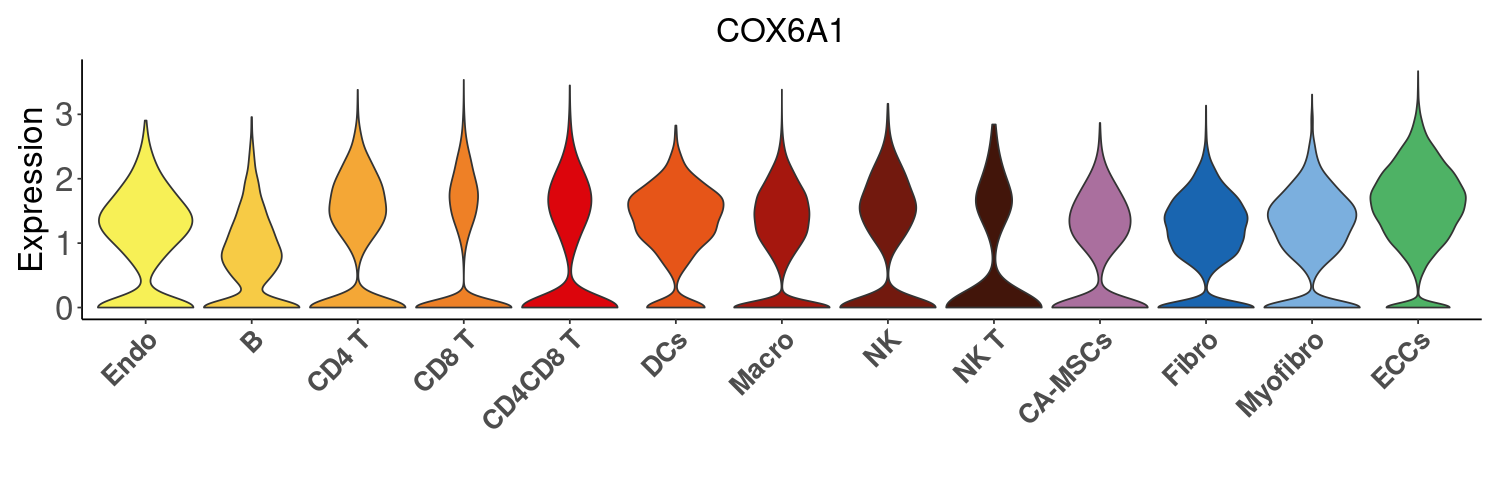 COX6A1
Expression
3
2
1
0
Endo
B
CD4 T
CD8 T
CD4CD8 T
DCs
Macro
NK
NK T
CA-MSCs
Fibro
Myofibro
ECCs